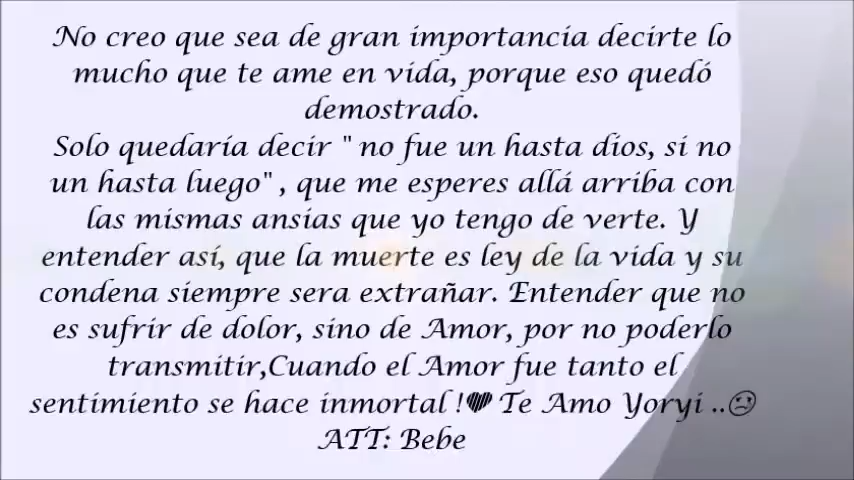 No creo que sea de gran importancia decirte lo
mucho que te ame en vida, porque eso quedó
demostrado.
Solo quedaría decir " no fue un hasta dios, si no
un hasta luego" , que me esperes allá arriba con
las mismas ansias que yo tengo de verte. Y
entender así, que la muerte es ley de la vida y su
condena siempre sera extrañar. Entender que no
es sufrir de dolor, sino de Amor, por no poderlo
transmitir,Cuando el Amor fue tanto el
sentimiento se hace inmortal !♥ Te Amo Yoryi ..☹
ATT: Bebe